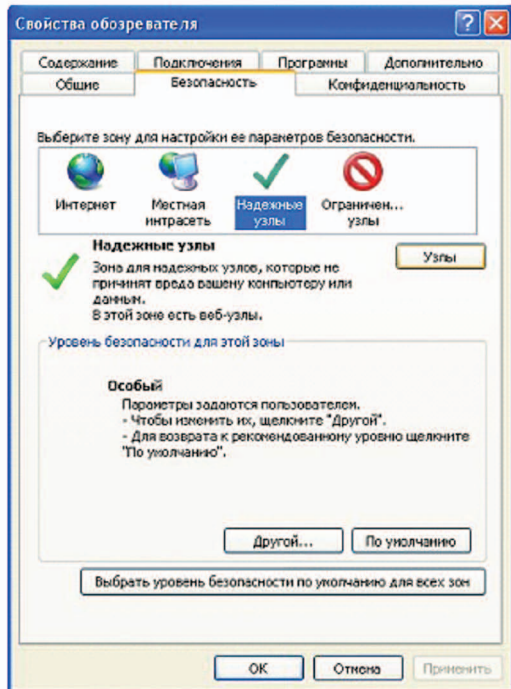 Свойства обозревателя
Содержание Подключения Программы Дополнительно
Общие Безопасность Конфиденциальность
Выберите зону для настройки ее параметров безопасности.
Интернет Местная интрасеть Надежные узлы Ограничен... узлы
Надежные узлы
Узлы
Зона для надежных узлов, которые не
причинят вреда вашему компьютеру или
данным.
В этой зоне есть веб-узлы.
Уровень безопасности для этой зоны
Особый
Параметры задаются пользователем.
- Чтобы изменить их, щелкните "Другой".
- Для возврата к рекомендованному уровню щелкните
"По умолчанию".
Другой... По умолчанию
Выбрать уровень безопасности по умолчанию для всех зон
ОК Отмена Применить